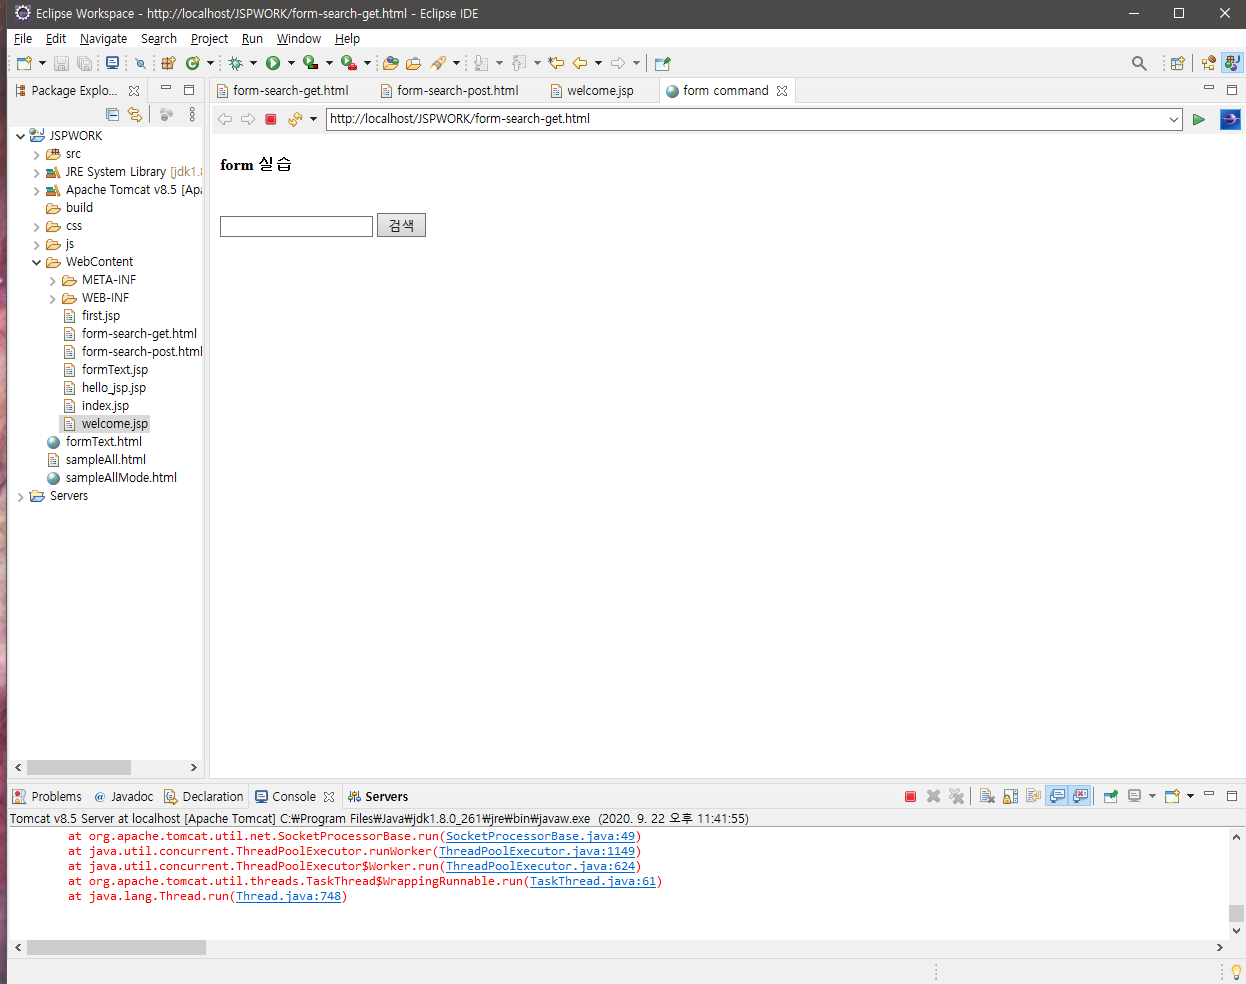 Eclipse Workspace - http://localhost/JSPWORK/form-search-get.html - Eclipse IDE
File Edit Navigate Search Project Run Window Help
Package Explo...
form-search-get.html form-search-post.html welcome.jsp form command
http://localhost/JSPWORK/form-search-get.html
JSPWORK
src
JRE System Library [jdk1.8
Apache Tomcat v8.5 [Apa
build
css
js
WebContent
META-INF
WEB-INF
first.jsp
form-search-get.html
form-search-post.html
formText.jsp
hello_jsp.jsp
index.jsp
welcome.jsp
formText.html
sampleAll.html
sampleAllMode.html
Servers
form 실습
검색
Problems @ Javadoc Declaration Console Servers
Tomcat v8.5 Server at localhost [Apache Tomcat] C:₩Program Files₩Java₩jdk1.8.0_261₩jre₩bin₩javaw.exe (2020. 9. 22 오후 11:41:55)
at org.apache.tomcat.util.net.SocketProcessorBase.run(SocketProcessorBase.java:49)
at java.util.concurrent.ThreadPoolExecutor.runWorker(ThreadPoolExecutor.java:1149)
at java.util.concurrent.ThreadPoolExecutor$Worker.run(ThreadPoolExecutor.java:624)
at org.apache.tomcat.util.threads.TaskThread$WrappingRunnable.run(TaskThread.java:61)
at java.lang.Thread.run(Thread.java:748)